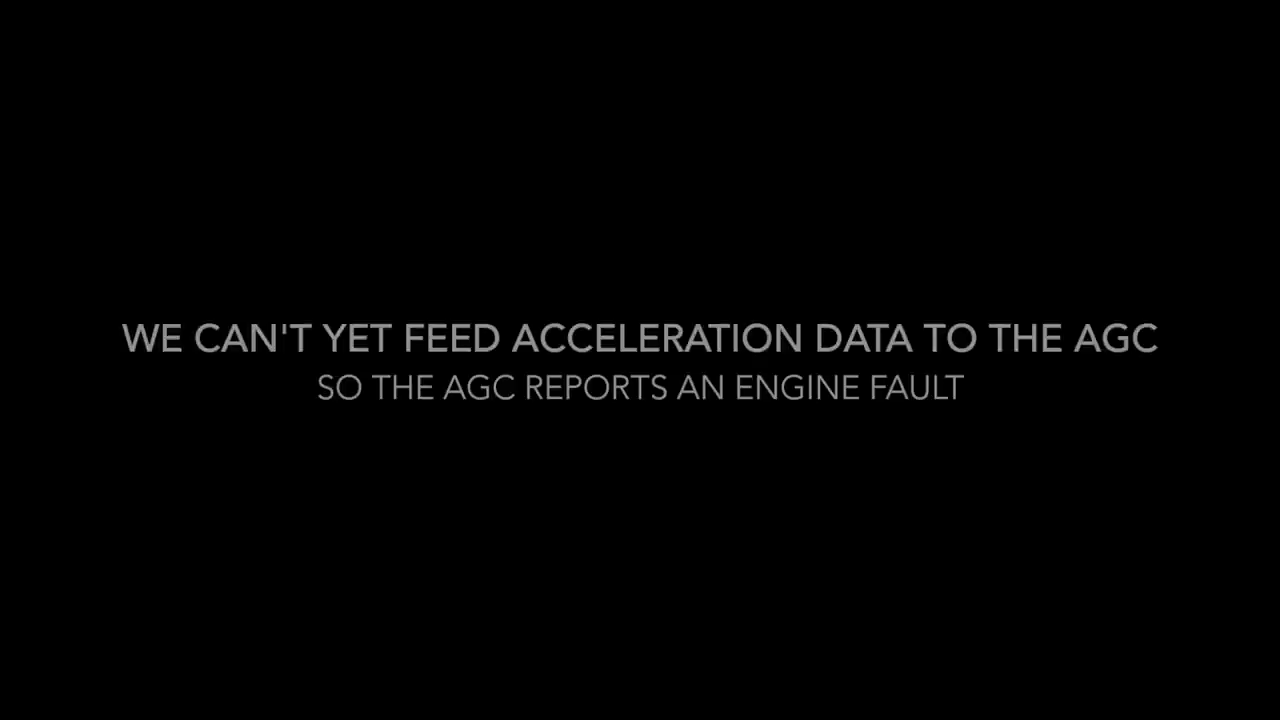 WE CAN'T YET FEED ACCELERATION DATA TO THE AGC
SO THE AGC REPORTS AN ENGINE FAULT